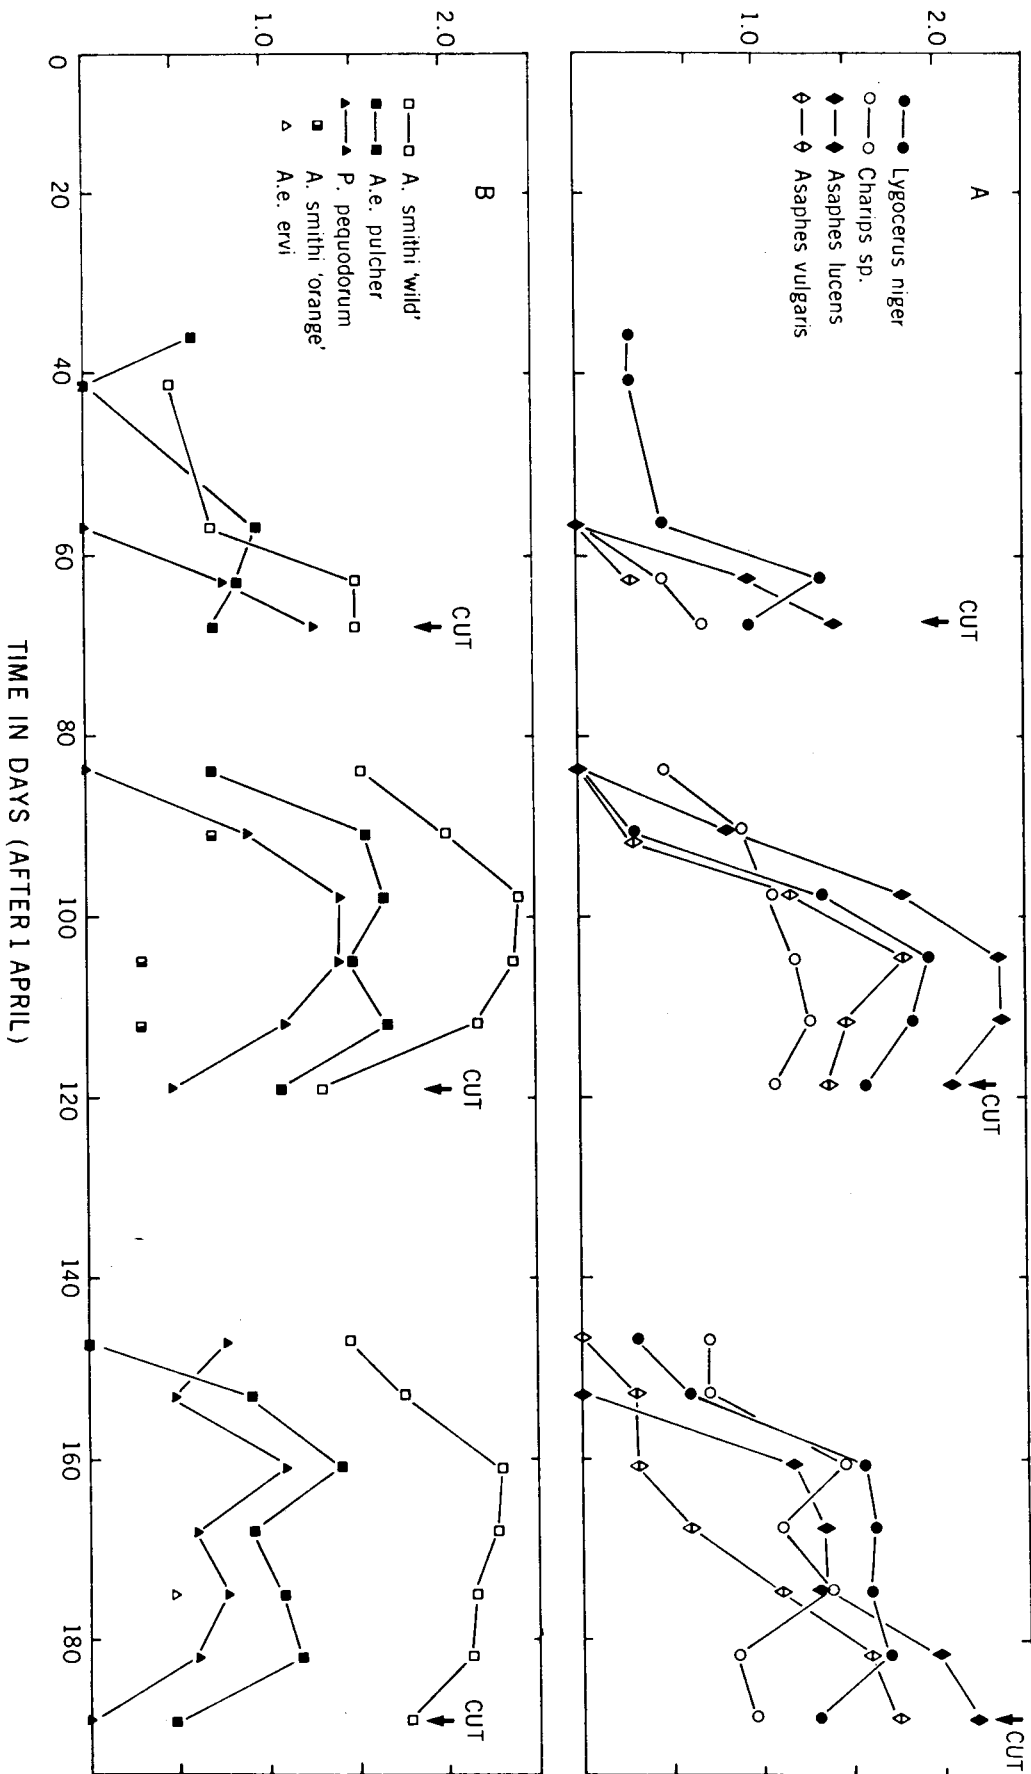 A
2.0
1.0
Lygocerus niger
Charips sp.
Asaphes lucens
Asaphes vulgaris
CUT
CUT
CUT
B
2.0
1.0
0
A. smithi 'wild'
A.e. pulcher
P. pequodorum
A. smithi 'orange'
A.e. ervi
CUT
CUT
CUT
20
40
60
80
100
120
140
160
180
TIME IN DAYS (AFTER 1 APRIL)